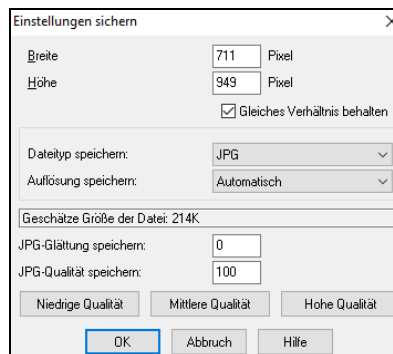 Einstellungen sichern
Breite 711 Pixel
Höhe 949 Pixel
Gleiches Verhältnis behalten
Dateityp speichern: JPG
Auflösung speichern: Automatisch
Geschätze Größe der Datei: 214K
JPG-Glättung speichern: 0
JPG-Qualität speichern: 100
Niedrige Qualität Mittlere Qualität Hohe Qualität
OK Abbruch Hilfe